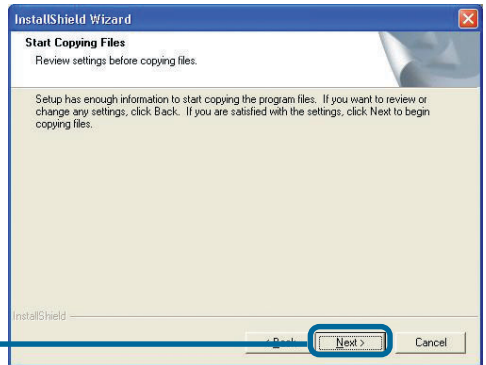 InstallShield Wizard
Start Copying Files
Review settings before copying files.
Setup has enough information to start copying the program files. If you want to review or
change any settings, click Back. If you are satisfied with the settings, click Next to begin
copying files.
InstallShield
< Back Next > Cancel